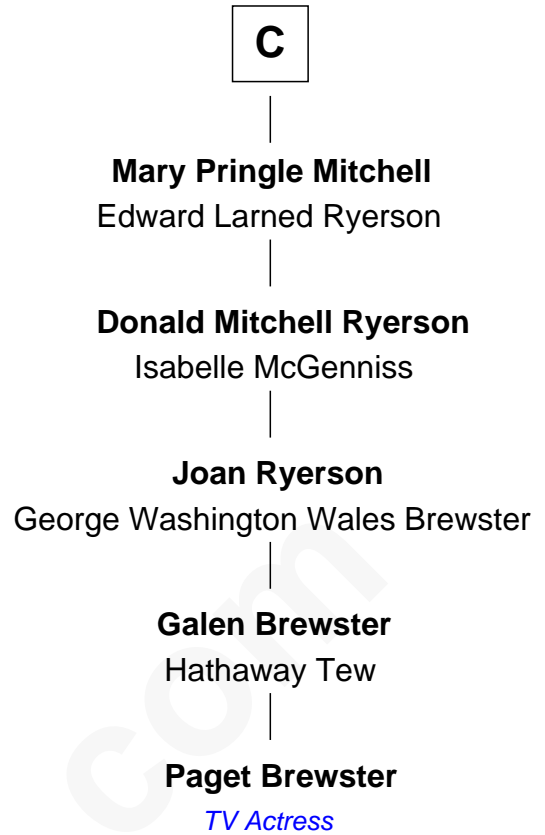 C
Mary Pringle Mitchell
Edward Larned Ryerson
Donald Mitchell Ryerson
Isabelle McGenniss
Joan Ryerson
George Washington Wales Brewster
Galen Brewster
Hathaway Tew
Paget Brewster
TV Actress
com